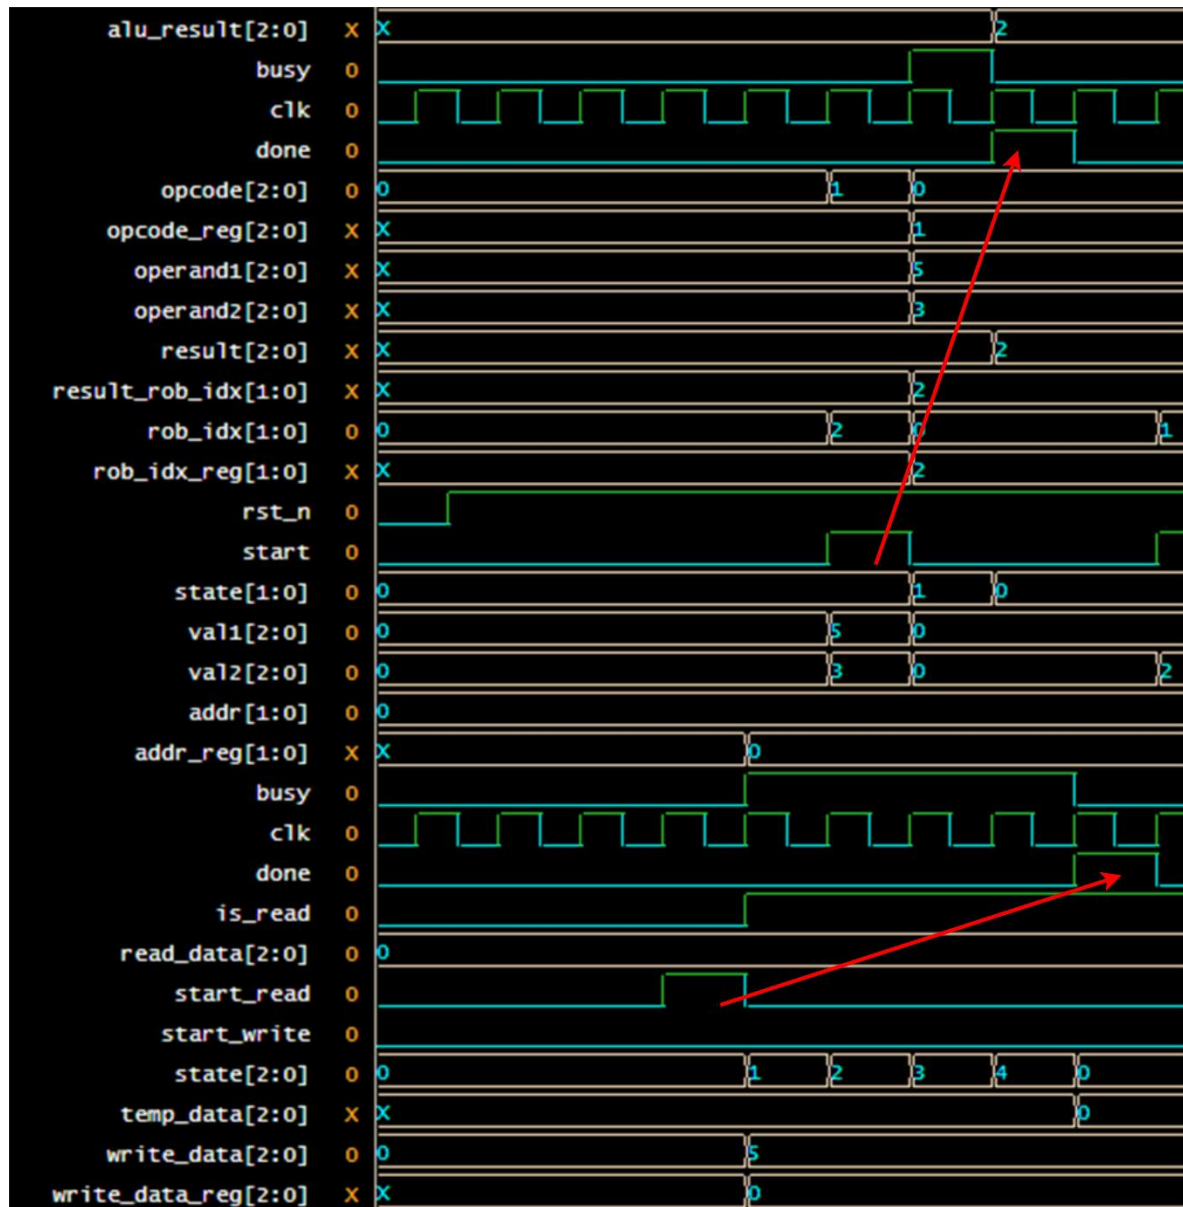 alu_result[2:0] X X 2
busy 0
clk 0
done 0
opcode[2:0] 0 0 1 0
opcode_reg[2:0] X X 1
operand1[2:0] X X 5
operand2[2:0] X X 3
result[2:0] X X 2
result_rob_idx[1:0] X X 2
rob_idx[1:0] 0 0 2 0 1
rob_idx_reg[1:0] X X 2
rst_n 0
start 0
state[1:0] 0 0 1 0
val1[2:0] 0 0 5 0
val2[2:0] 0 0 3 0 2
addr[1:0] 0 0
addr_reg[1:0] X X 0
busy 0
clk 0
done 0
is_read 0
read_data[2:0] 0 0
start_read 0
start_write 0
state[2:0] 0 0 1 2 3 4 0
temp_data[2:0] X X 0
write_data[2:0] 0 0 5
write_data_reg[2:0] X X 0